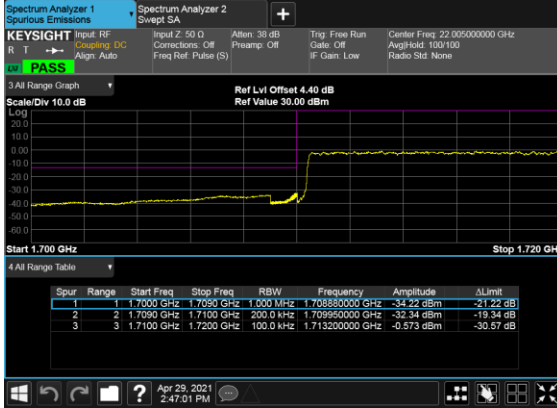 Spectrum Analyzer 1
Spurious Emissions
Spectrum Analyzer 2
Swept SA
KEYSIGHT
R T
LXI PASS
Input: RF
Coupling: DC
Align: Auto
Input Z: 50 Ω
Corrections: Off
Freq Ref: Pulse (S)
Atten: 38 dB
Preamp: Off
Trig: Free Run
Gate: Off
IF Gain: Low
Center Freq: 22.005000000 GHz
Avg|Hold: 100/100
Radio Std: None
3 All Range Graph
Ref Lvl Offset 4.40 dB
Scale/Div 10.0 dB
Ref Value 30.00 dBm
Log
20.0
10.0
0.00
-10.0
-20.0
-30.0
-40.0
-50.0
-60.0
Start 1.700 GHz
Stop 1.720 GHz
4 All Range Table
Spur Range Start Freq Stop Freq RBW Frequency Amplitude ΔLimit
1 1 1.7000 GHz 1.7090 GHz 1.000 MHz 1.708880000 GHz -34.22 dBm -21.22 dB
2 2 1.7090 GHz 1.7100 GHz 200.0 kHz 1.709950000 GHz -32.34 dBm -19.34 dB
3 3 1.7100 GHz 1.7200 GHz 100.0 kHz 1.713200000 GHz -0.573 dBm -30.57 dB
?
Apr 29, 2021
2:47:01 PM